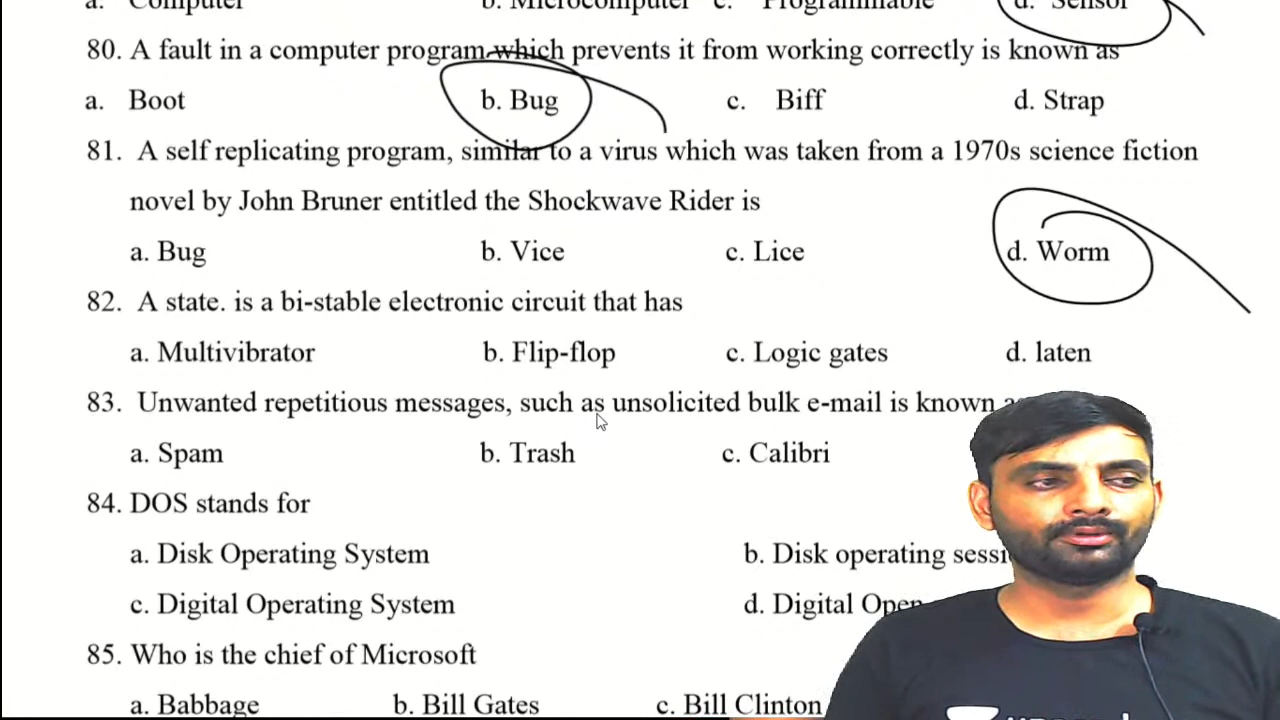 a. Computer b. Microcomputer c. Programmable d. Sensor
80. A fault in a computer program which prevents it from working correctly is known as
a. Boot b. Bug c. Biff d. Strap
81. A self replicating program, similar to a virus which was taken from a 1970s science fiction
novel by John Bruner entitled the Shockwave Rider is
a. Bug b. Vice c. Lice d. Worm
82. A state. is a bi-stable electronic circuit that has
a. Multivibrator b. Flip-flop c. Logic gates d. laten
83. Unwanted repetitious messages, such as unsolicited bulk e-mail is known
a. Spam b. Trash c. Calibri
84. DOS stands for
a. Disk Operating System b. Disk operating
c. Digital Operating System d. Digital
85. Who is the chief of Microsoft
a. Babbage b. Bill Gates c. Bill Clinton